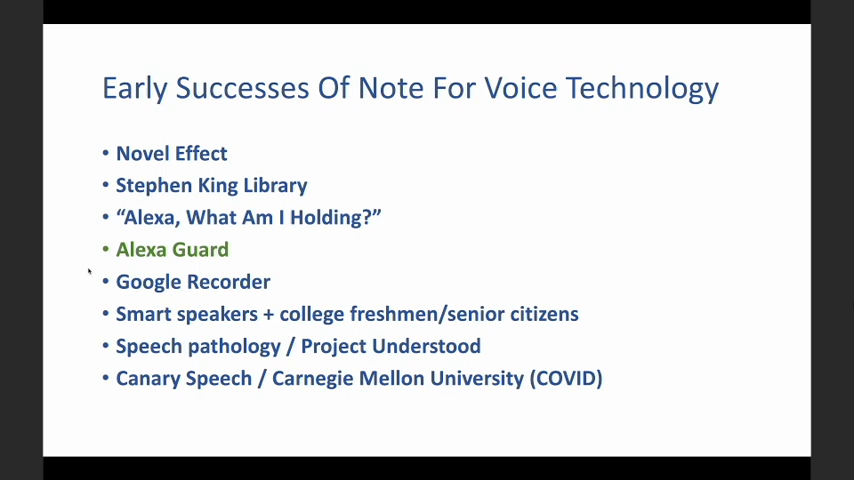 Early Successes Of Note For Voice Technology
• Novel Effect
• Stephen King Library
• “Alexa, What Am I Holding?”
• Alexa Guard
• Google Recorder
• Smart speakers + college freshmen/senior citizens
• Speech pathology / Project Understood
• Canary Speech / Carnegie Mellon University (COVID)